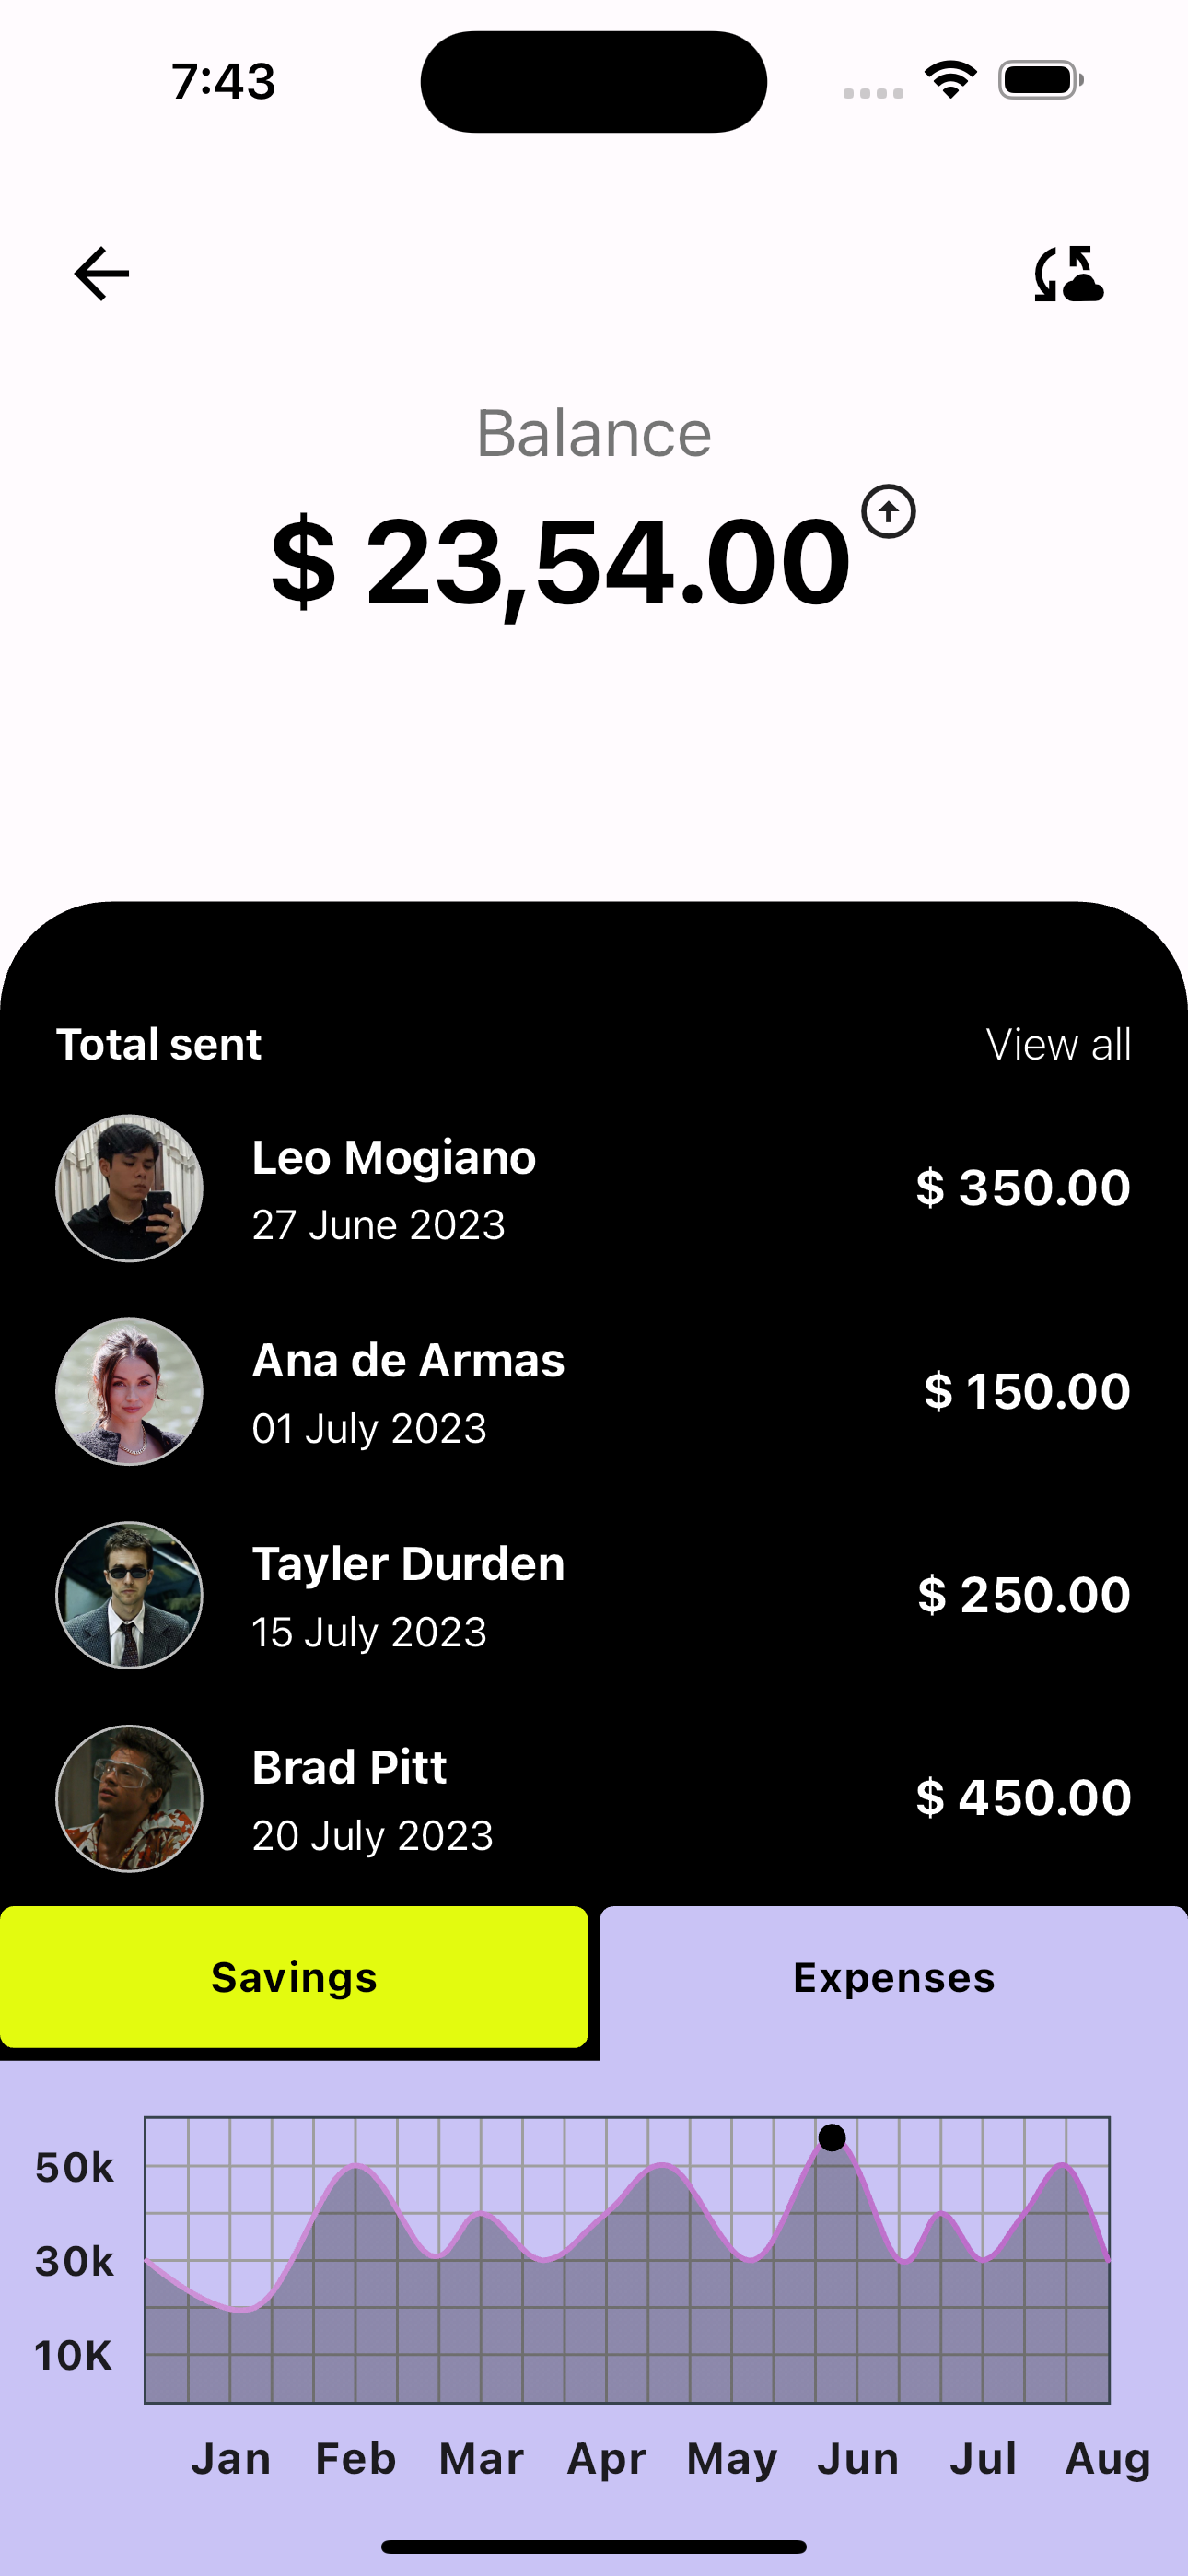 7:43
Balance
$ 23,54.00
Total sent
View all
Leo Mogiano
27 June 2023
$ 350.00
Ana de Armas
01 July 2023
$ 150.00
Tayler Durden
15 July 2023
$ 250.00
Brad Pitt
20 July 2023
$ 450.00
Savings
Expenses
50k
30k
10K
Jan Feb Mar Apr May Jun Jul Aug